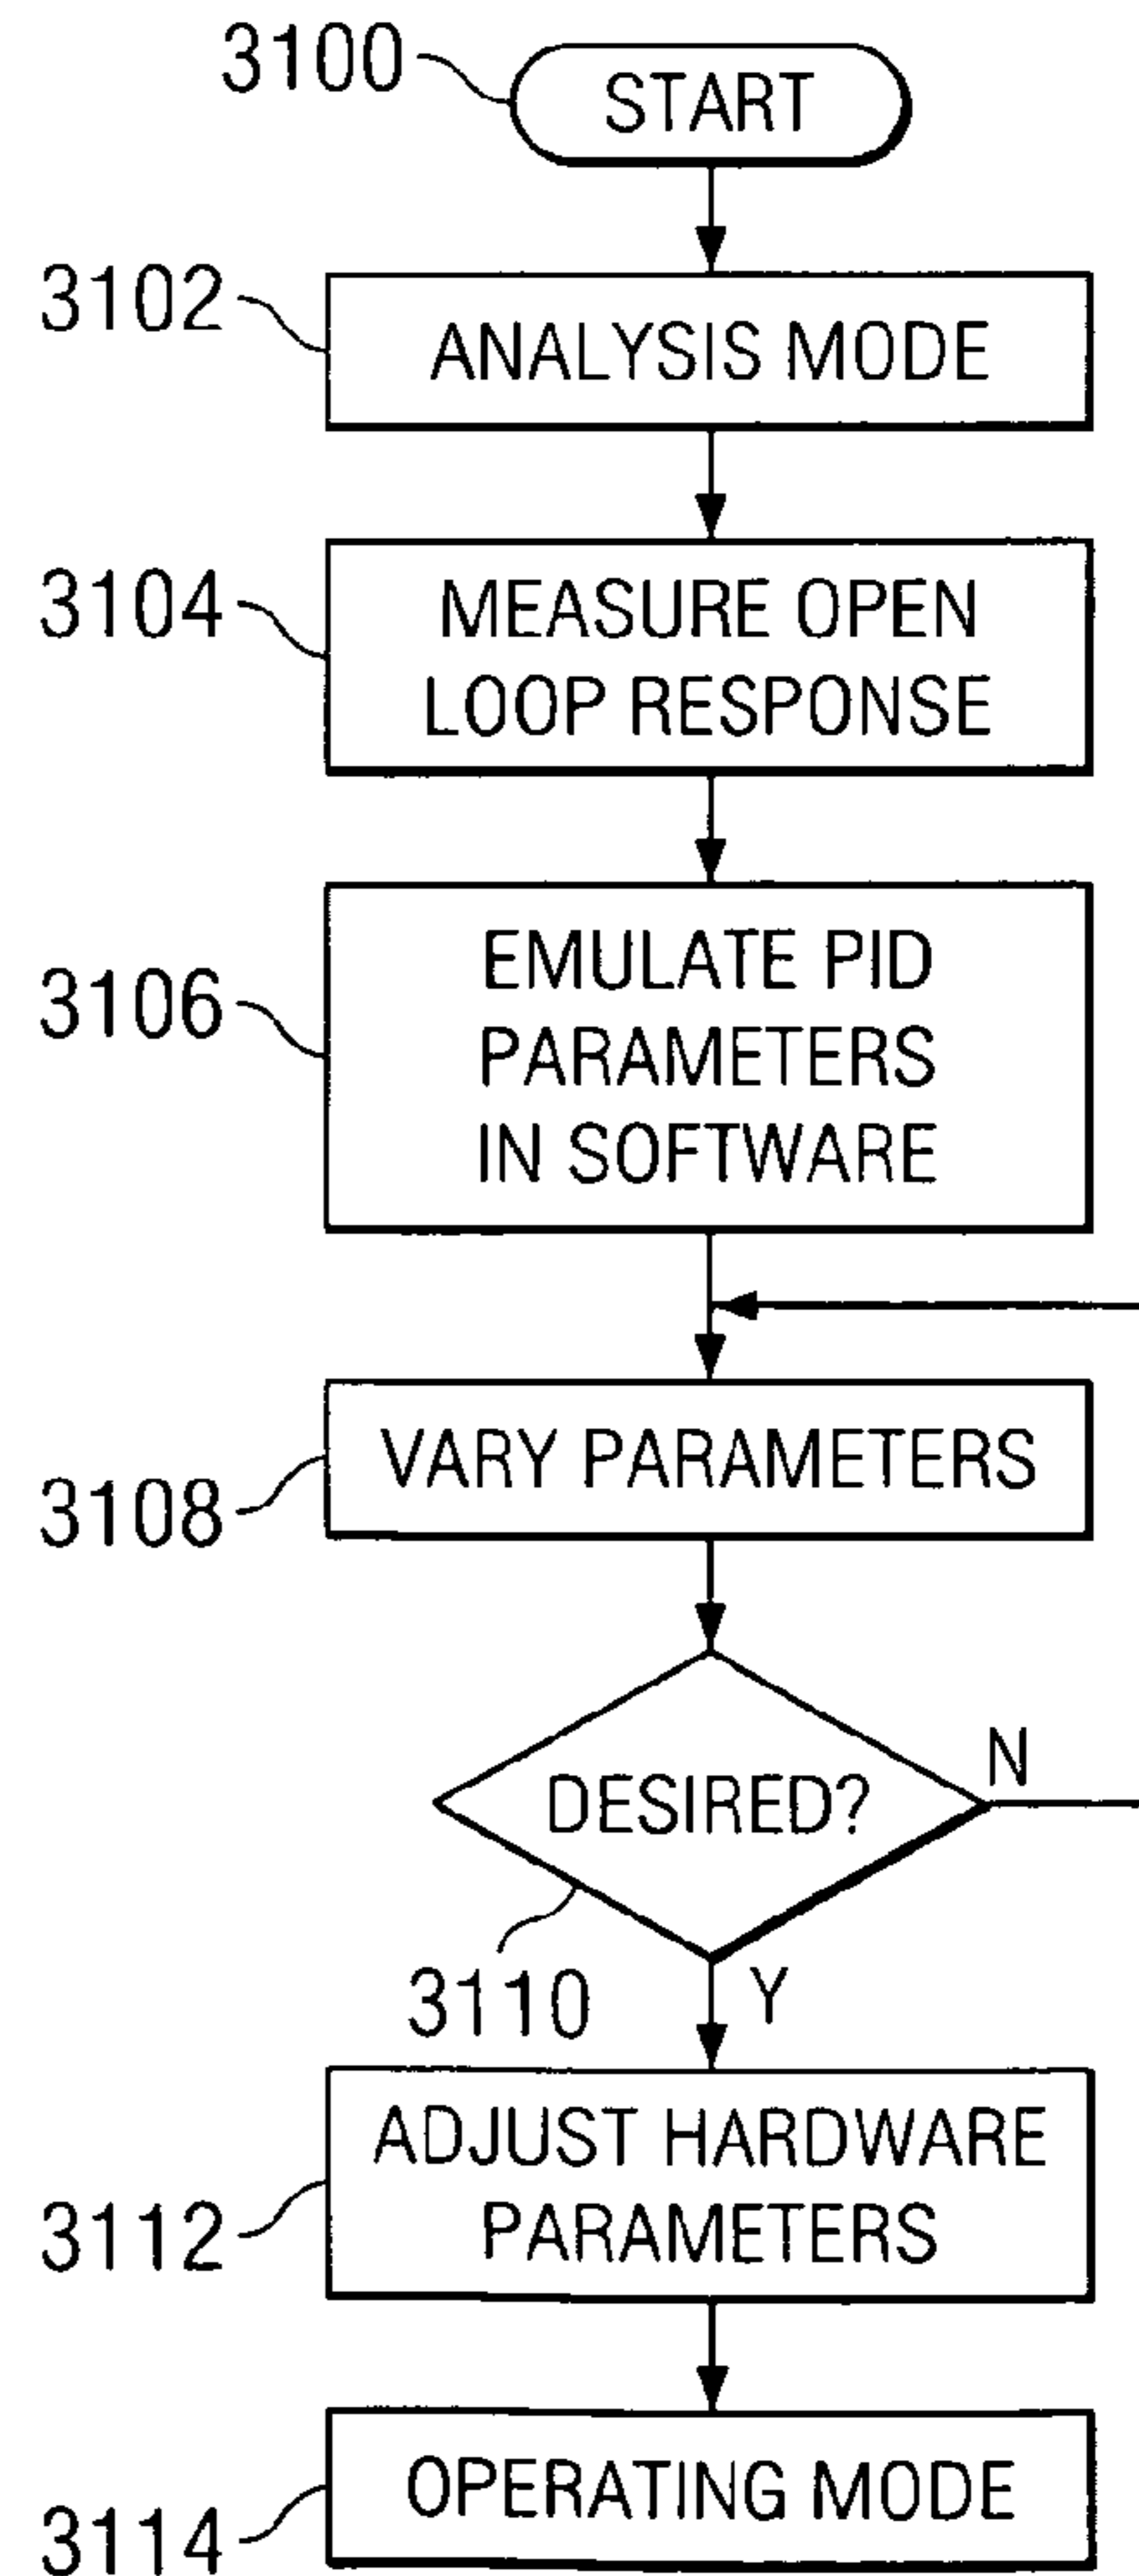 3100
START
3102
ANALYSIS MODE
3104
MEASURE OPEN
LOOP RESPONSE
3106
EMULATE PID
PARAMETERS
IN SOFTWARE
3108
VARY PARAMETERS
DESIRED?
N
3110
Y
3112
ADJUST HARDWARE
PARAMETERS
3114
OPERATING MODE